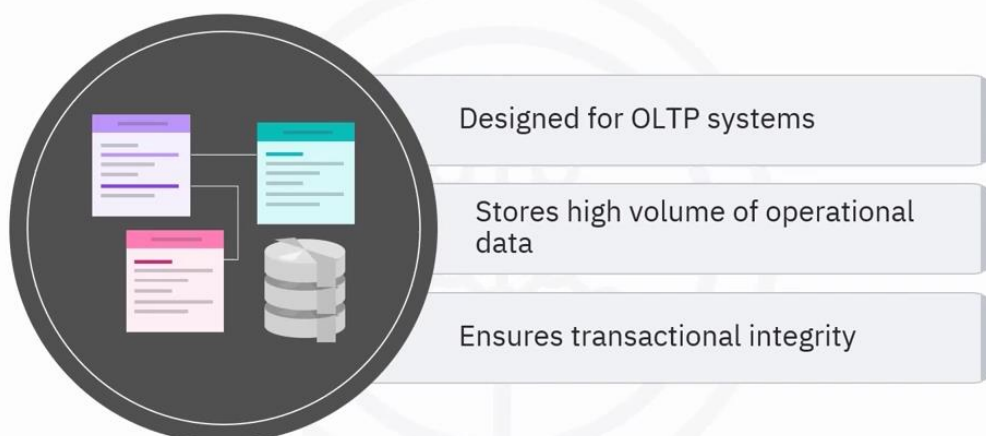 Designed for OLTP systems
Stores high volume of operational
data
Ensures transactional integrity